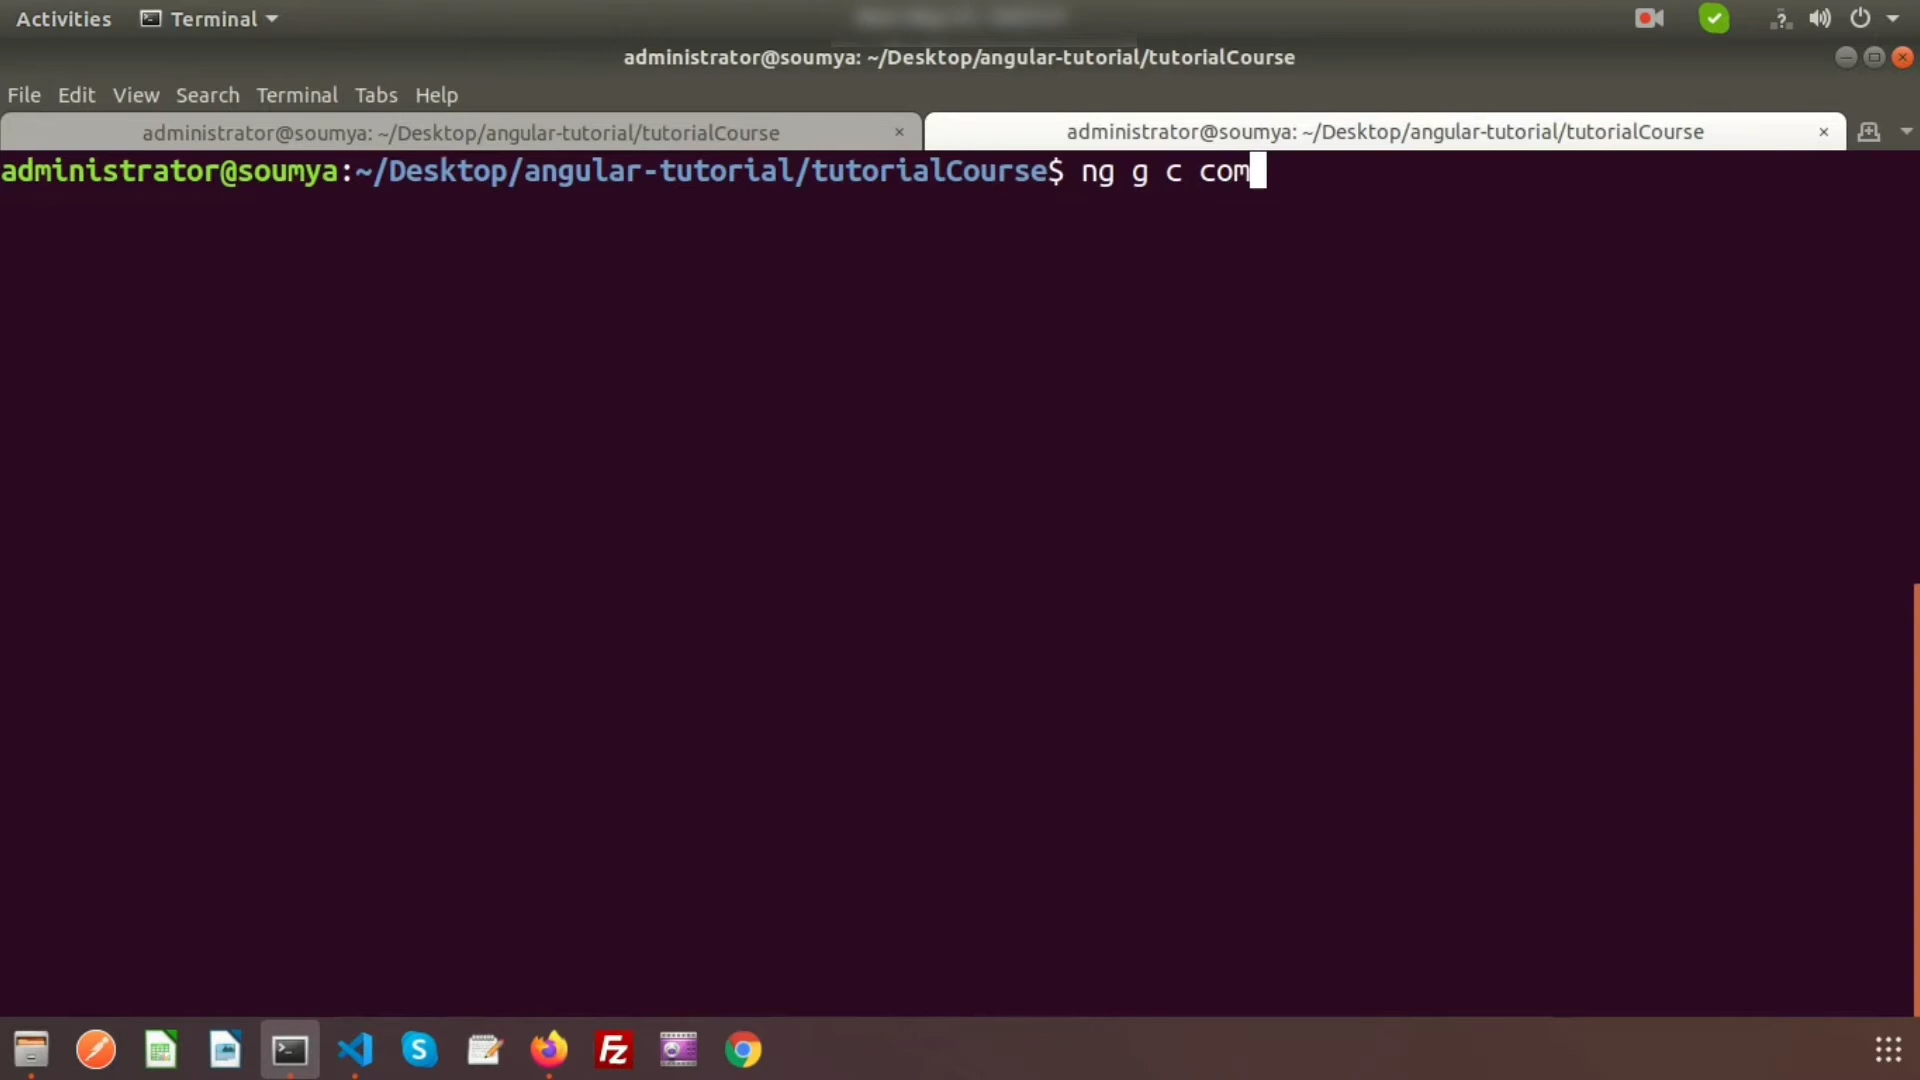 Activities Terminal
administrator@soumya: ~/Desktop/angular-tutorial/tutorialCourse
File Edit View Search Terminal Tabs Help
administrator@soumya: ~/Desktop/angular-tutorial/tutorialCourse × administrator@soumya: ~/Desktop/angular-tutorial/tutorialCourse ×
administrator@soumya:~/Desktop/angular-tutorial/tutorialCourse$ ng g c com